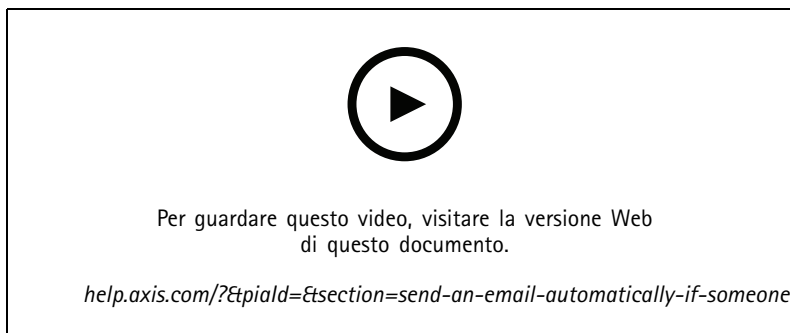 Per guardare questo video, visitare la versione Web
di questo documento.
help.axis.com/?&piaId=&section=send-an-email-automatically-if-someone